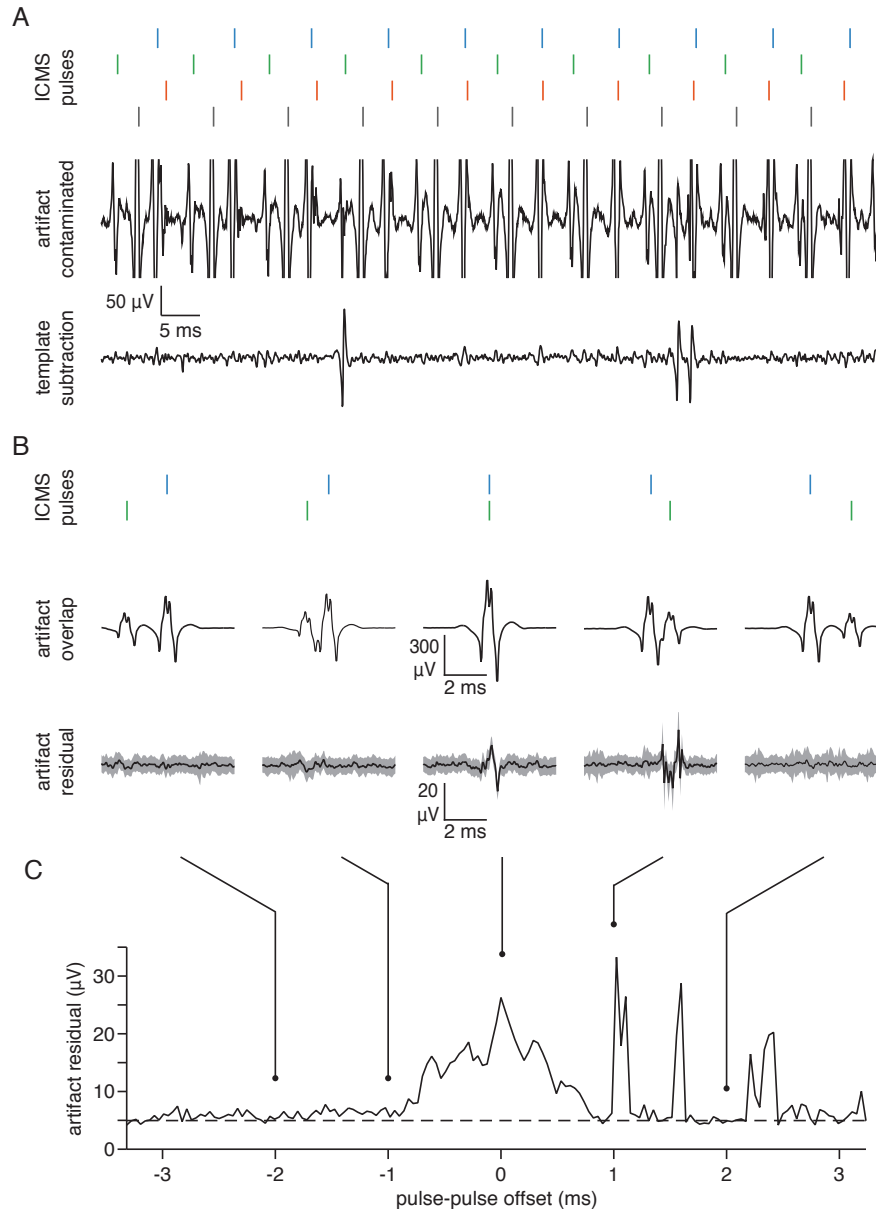 A
ICMS
pulses
artifact
contaminated
50 µV
5 ms
template
subtraction
B
ICMS
pulses
artifact
overlap
300
µV
2 ms
artifact
residual
20
µV
2 ms
C
artifact residual (µV)
30
20
10
0
-3 -2 -1 0 1 2 3
pulse-pulse offset (ms)